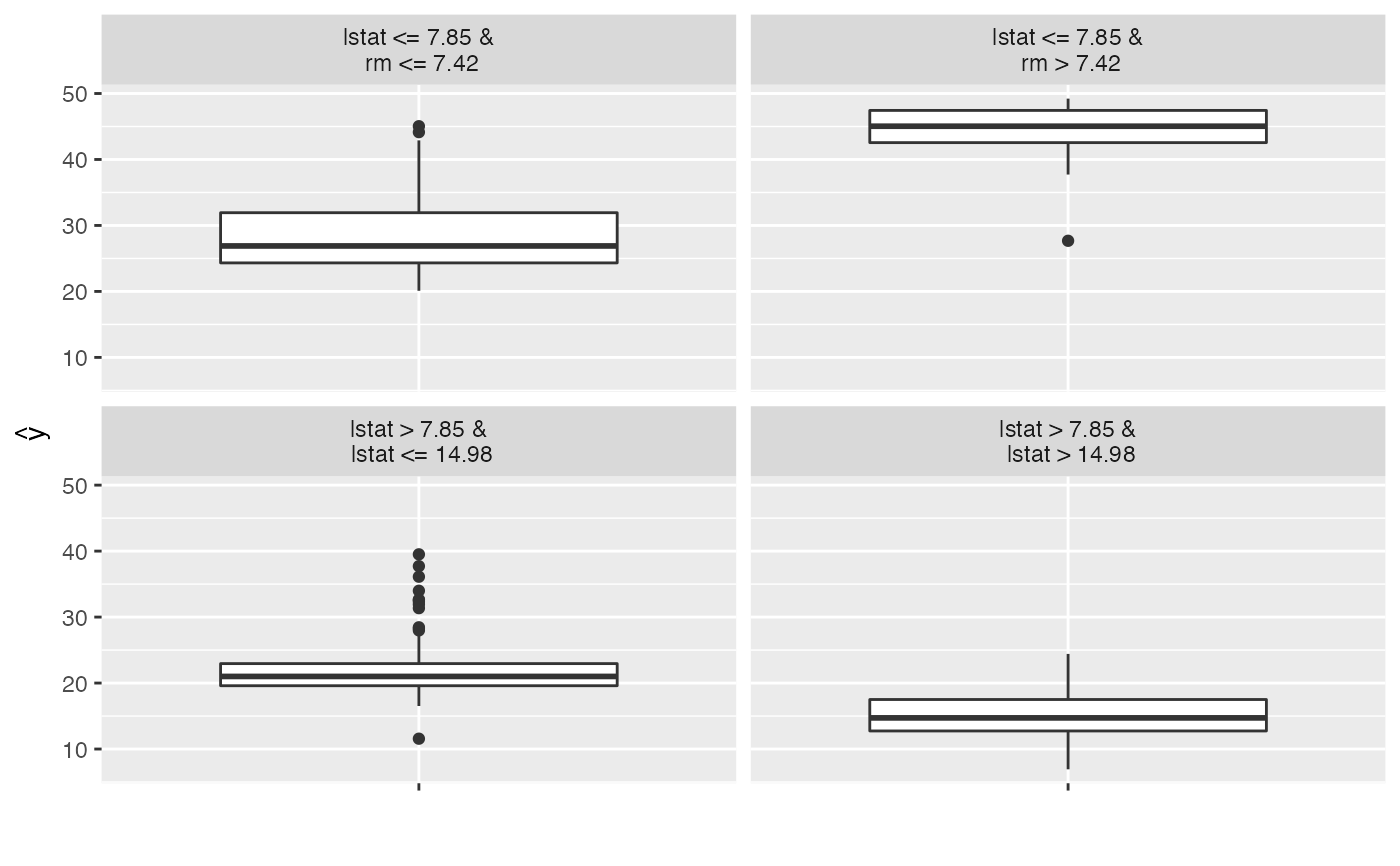 lstat <= 7.85 &
rm <= 7.42
lstat <= 7.85 &
rm > 7.42
50
40
30
20
10
ŷ
lstat > 7.85 &
lstat <= 14.98
lstat > 7.85 &
lstat > 14.98
50
40
30
20
10